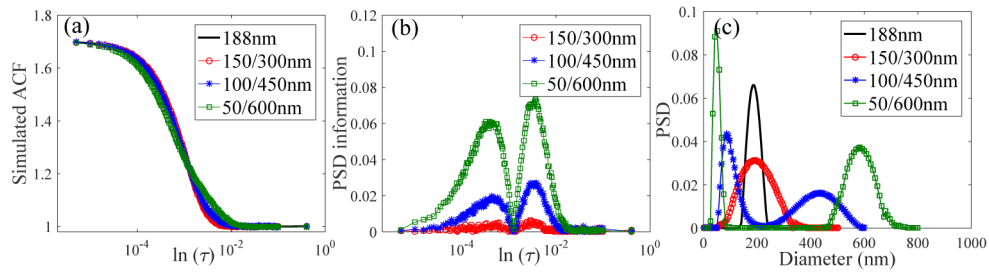 (a)
188nm
150/300nm
100/450nm
50/600nm
Simulated ACF
1.8
1.6
1.4
1.2
1
10-4
10-2
100
ln (τ)
(b)
150/300nm
100/450nm
50/600nm
PSD information
0.12
0.1
0.08
0.06
0.04
0.02
0
10-4
10-2
100
ln (τ)
(c)
188nm
150/300nm
100/450nm
50/600nm
PSD
0.1
0.08
0.06
0.04
0.02
0
0
200
400
600
800
1000
Diameter (nm)